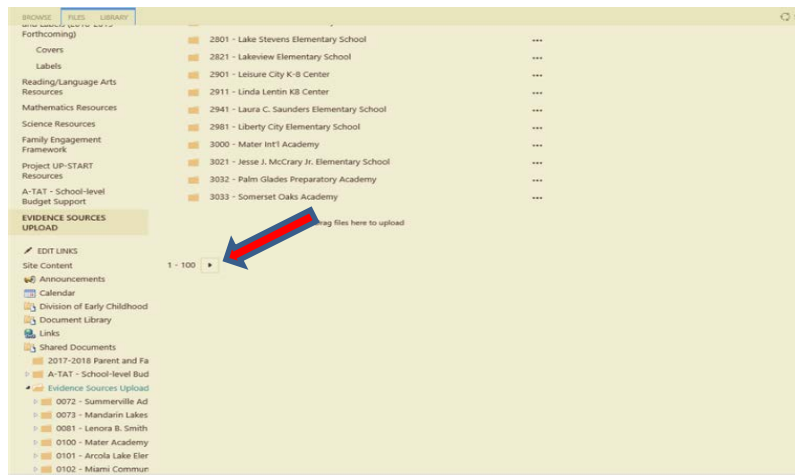 BROWSE FILES LIBRARY
and Labels (2018-2019
Forthcoming)
Covers
Labels
Reading/Language Arts
Resources
Mathematics Resources
Science Resources
Family Engagement
Framework
Project UP-START
Resources
A-TAT - School-level
Budget Support
EVIDENCE SOURCES
UPLOAD
EDIT LINKS
Site Content
Announcements
Calendar
Division of Early Childhood
Document Library
Links
Shared Documents
2017-2018 Parent and Fa
A-TAT - School-level Bud
Evidence Sources Upload
0072 - Summerville Ad
0073 - Mandarin Lakes
0081 - Lenora B. Smith
0100 - Mater Academy
0101 - Arcola Lake Eler
0102 - Miami Commun
2801 - Lake Stevens Elementary School ...
2821 - Lakeview Elementary School ...
2901 - Leisure City K-8 Center ...
2911 - Linda Lentin K8 Center ...
2941 - Laura C. Saunders Elementary School ...
2981 - Liberty City Elementary School ...
3000 - Mater Int'l Academy ...
3021 - Jesse J. McCrary Jr. Elementary School ...
3032 - Palm Glades Preparatory Academy ...
3033 - Somerset Oaks Academy ...
files here to upload
1 - 100